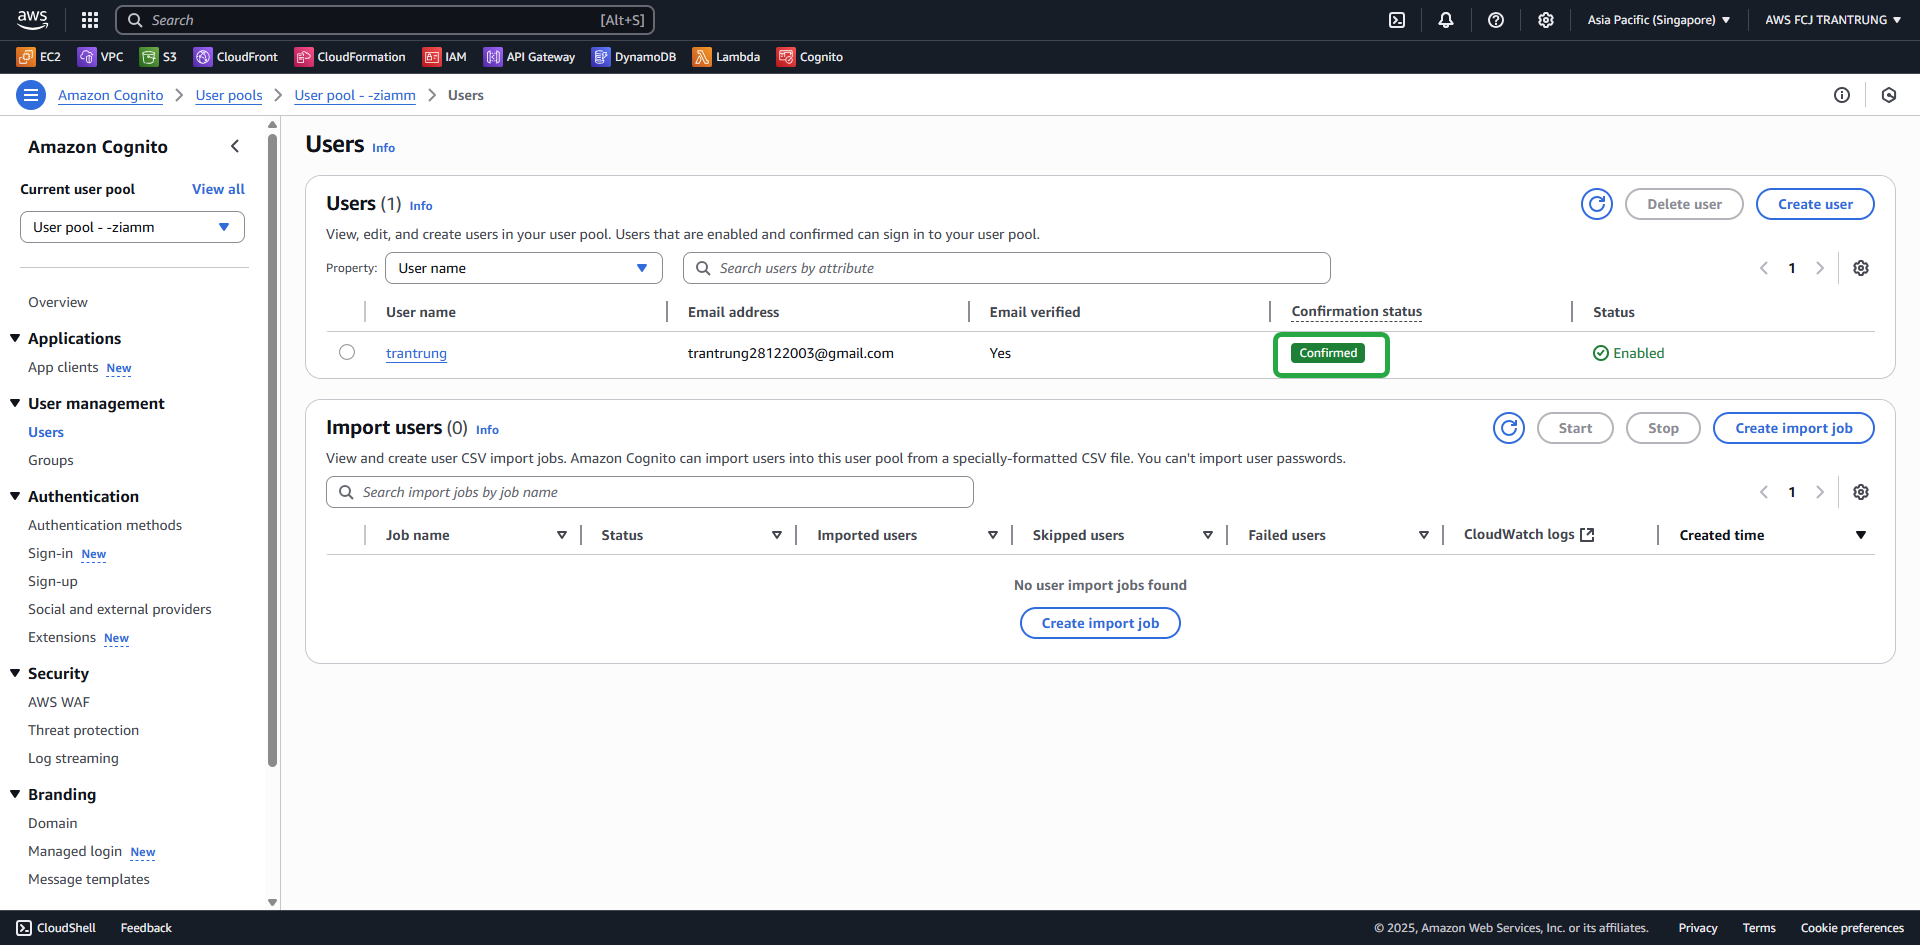 aws
Search [Alt+S]
Asia Pacific (Singapore) AWS FCJ TRANTRUNG
EC2 VPC S3 CloudFront CloudFormation IAM API Gateway DynamoDB Lambda Cognito
Amazon Cognito User pools User pool - -ziamm Users
Amazon Cognito
Current user pool View all
User pool - -ziamm
Overview
Applications
App clients New
User management
Users
Groups
Authentication
Authentication methods
Sign-in New
Sign-up
Social and external providers
Extensions New
Security
AWS WAF
Threat protection
Log streaming
Branding
Domain
Managed login New
Message templates
Users Info
Users (1) Info
Delete user Create user
View, edit, and create users in your user pool. Users that are enabled and confirmed can sign in to your user pool.
Property: User name Search users by attribute 1
User name Email address Email verified Confirmation status Status
trantrung trantrung28122003@gmail.com Yes Confirmed Enabled
Import users (0) Info
Start Stop Create import job
View and create user CSV import jobs. Amazon Cognito can import users into this user pool from a specially-formatted CSV file. You can't import user passwords.
Search import jobs by job name 1
Job name Status Imported users Skipped users Failed users CloudWatch logs Created time
No user import jobs found
Create import job
CloudShell Feedback © 2025, Amazon Web Services, Inc. or its affiliates. Privacy Terms Cookie preferences